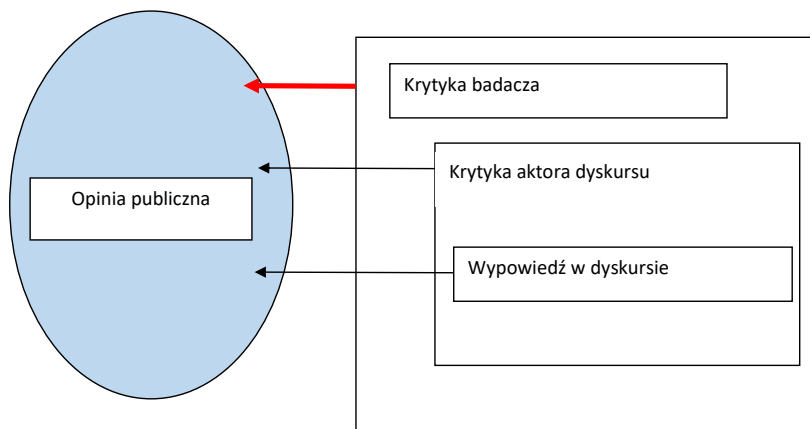 Krytyka badacza
Krytyka aktora dyskursu
Opinia publiczna
Wypowiedź w dyskursie